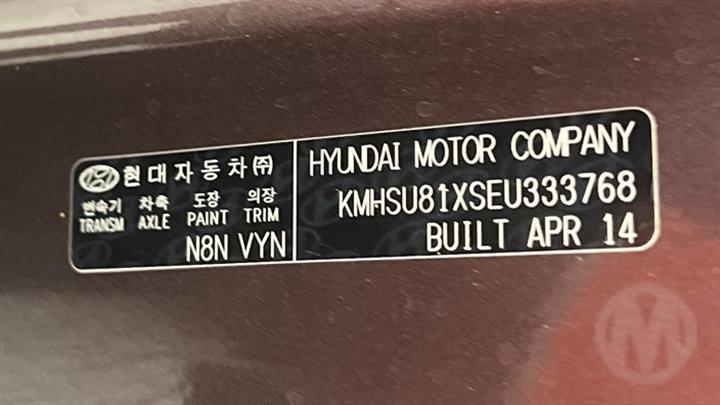 현대자동차㈜
변속기 차축 도장 의장
TRANSM AXLE PAINT TRIM
N8N VYN
HYUNDAI MOTOR COMPANY
KMHSU81XSEU333768
BUILT APR 14
M